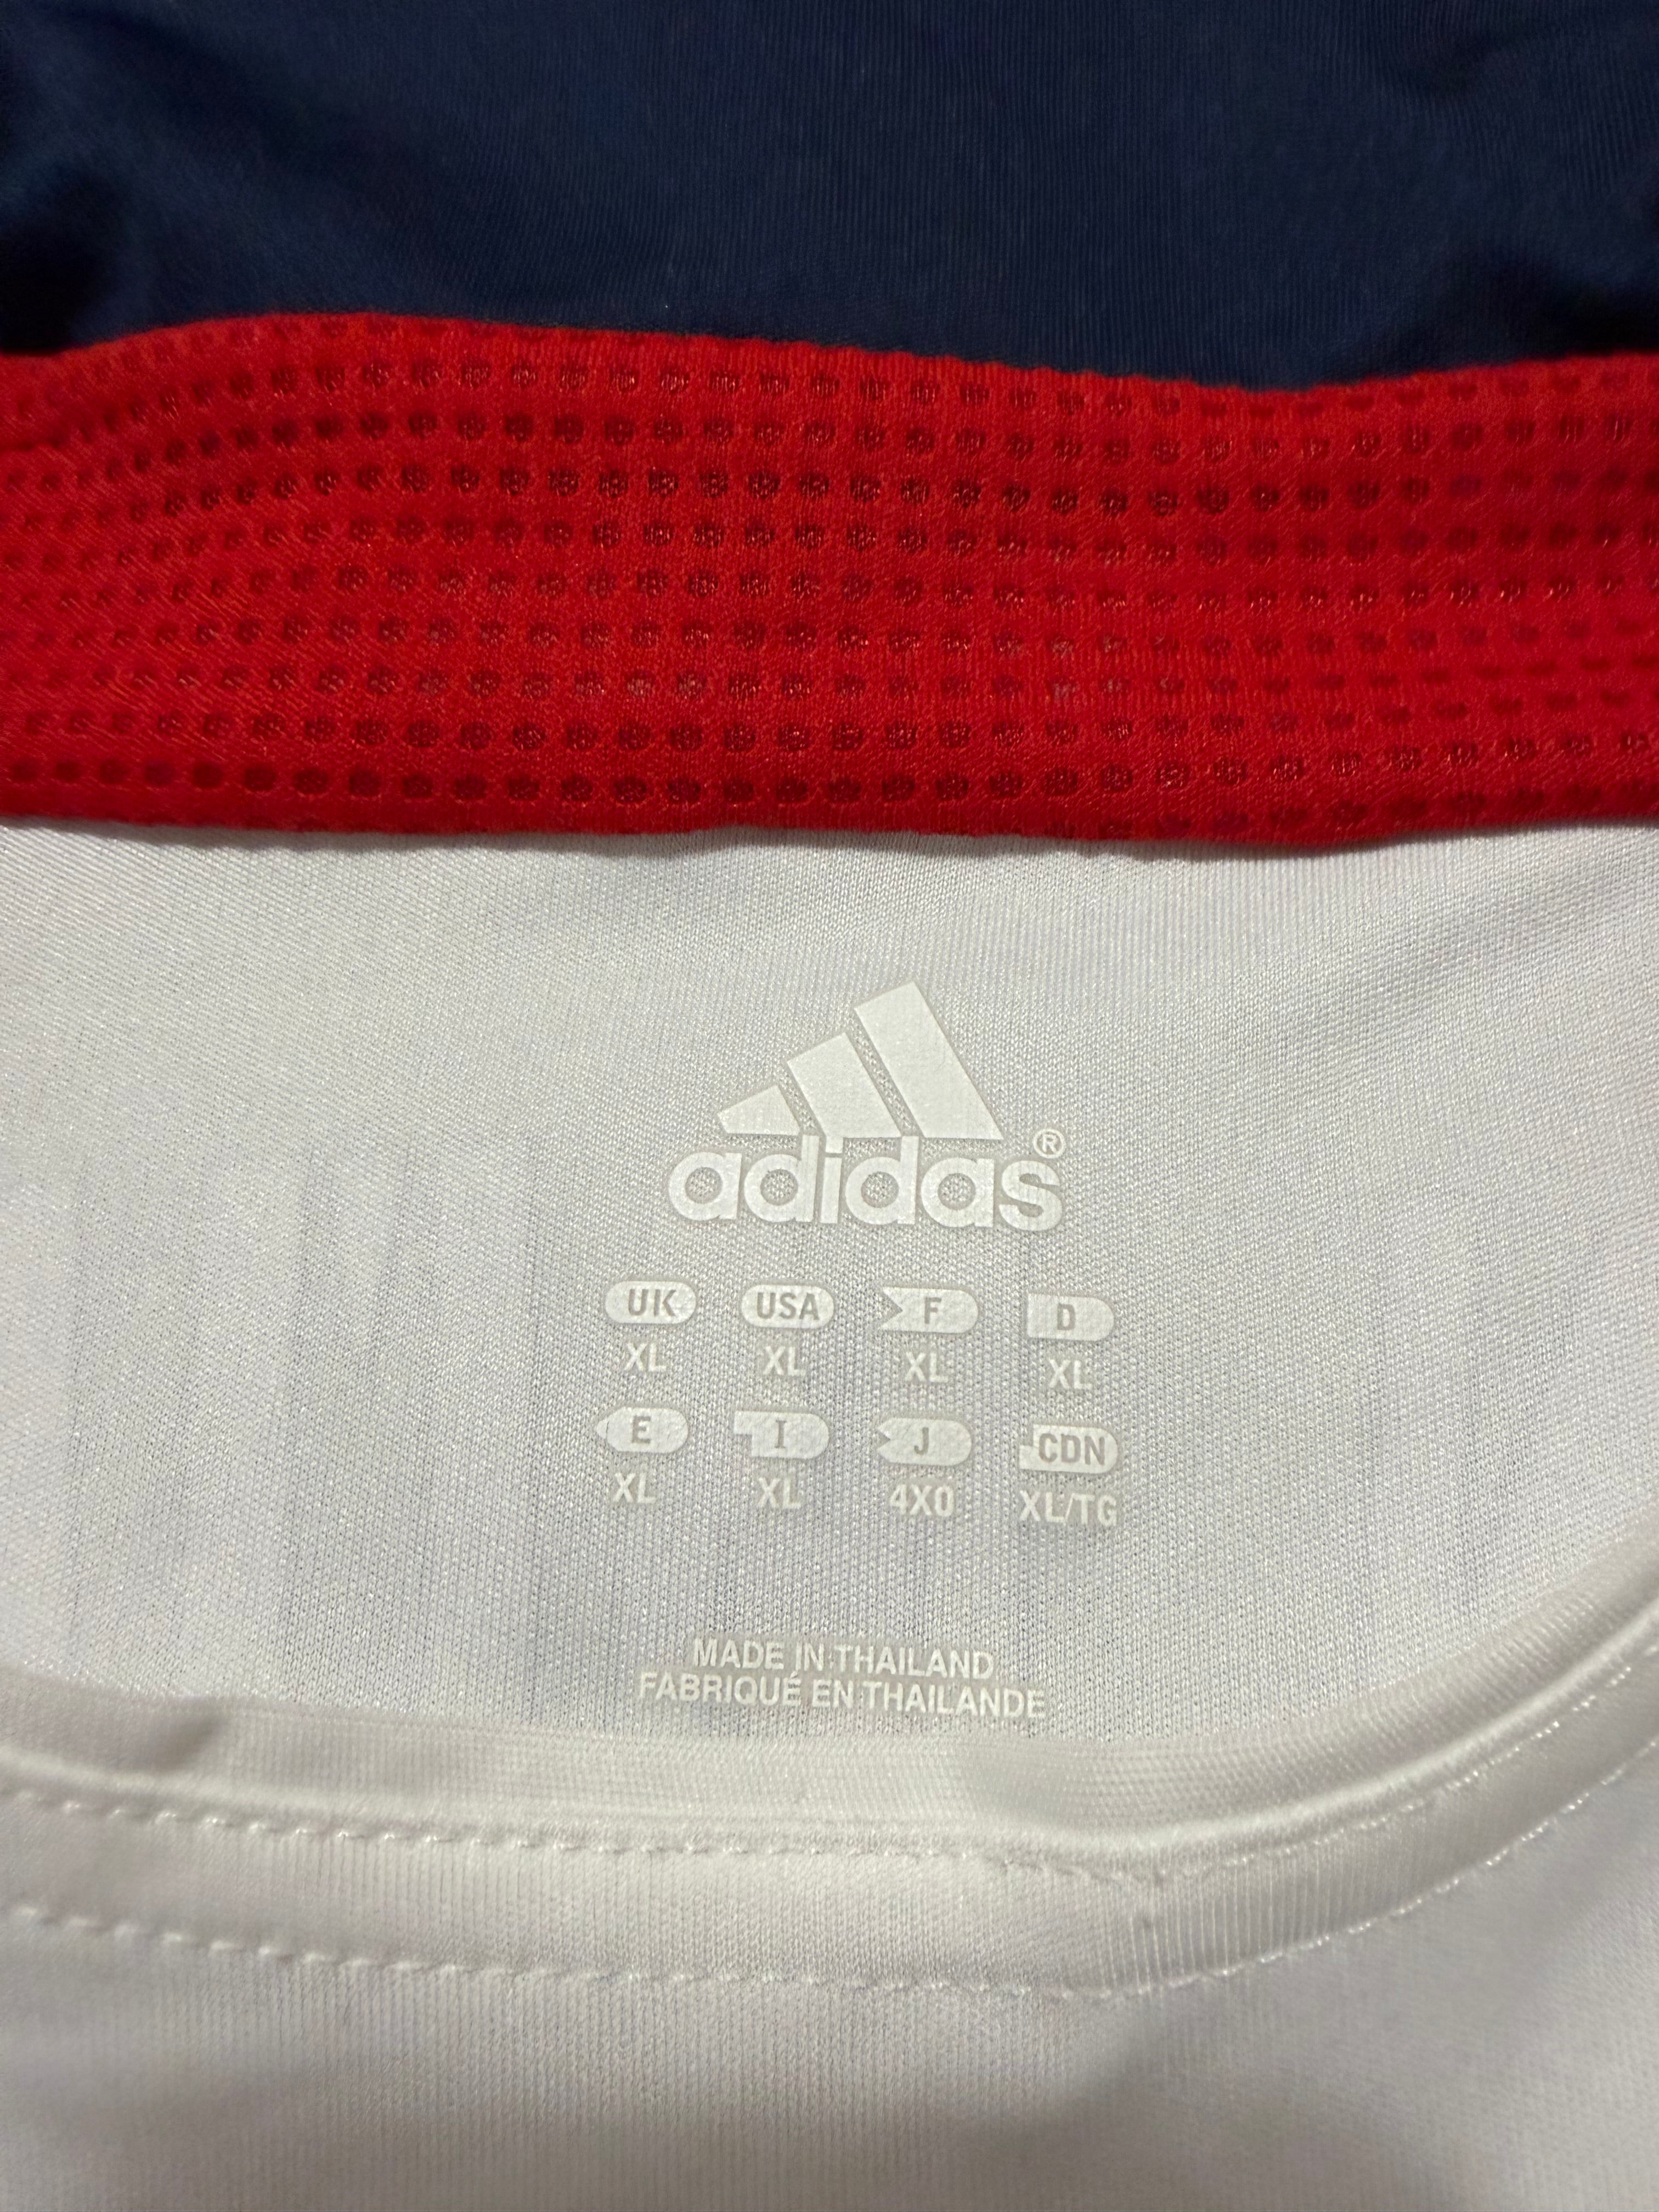 adidas®
UK USA F D
XL XL XL XL
E I J CDN
XL XL 4XO XL/TG
MADE IN THAILAND
FABRIQUÉ EN THAILANDE